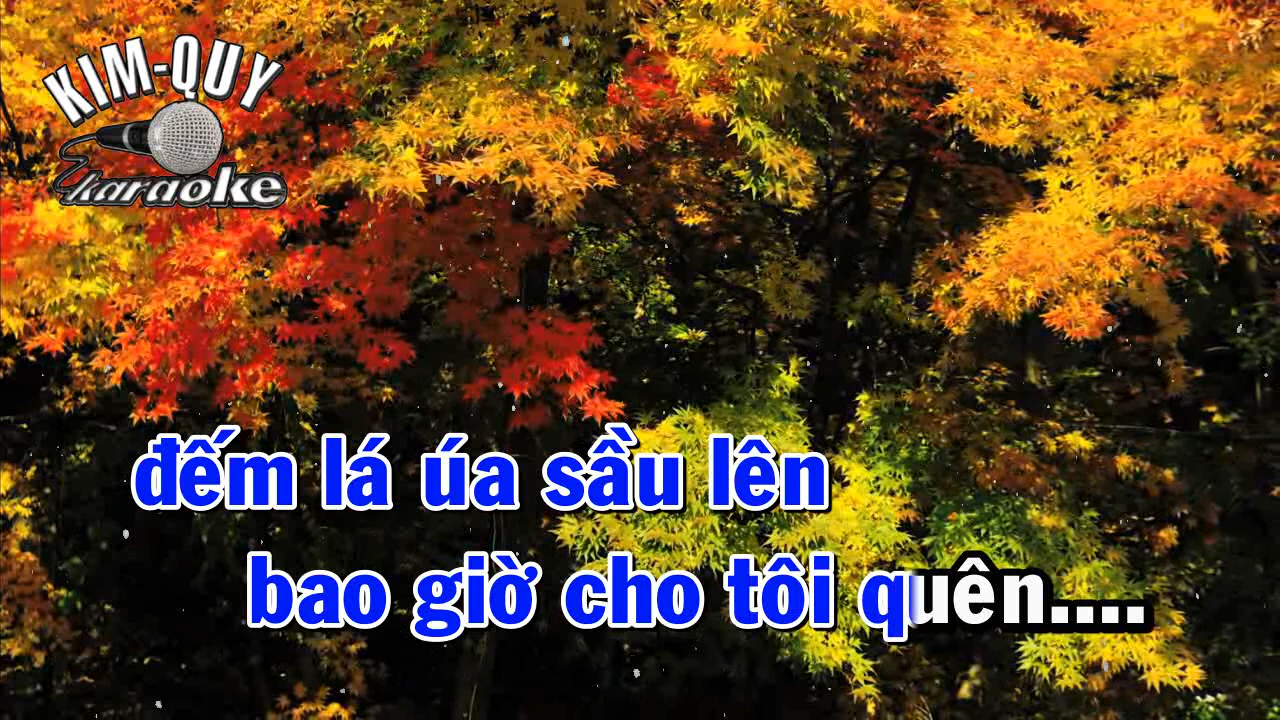 KIM-QUY
karaoke
đếm lá úa sầu lên
bao giờ cho tôi quên....